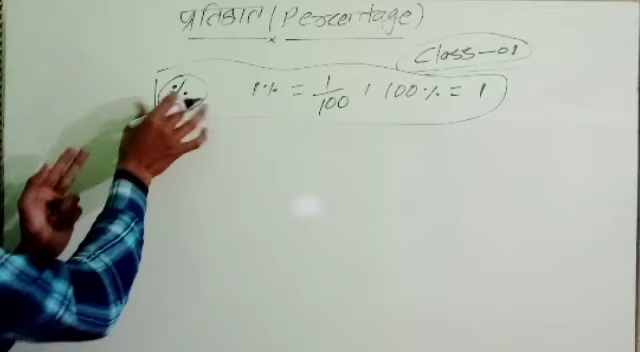 प्रतिशत (Percentage)
Class-01
1% = 1/100, 100% = 1